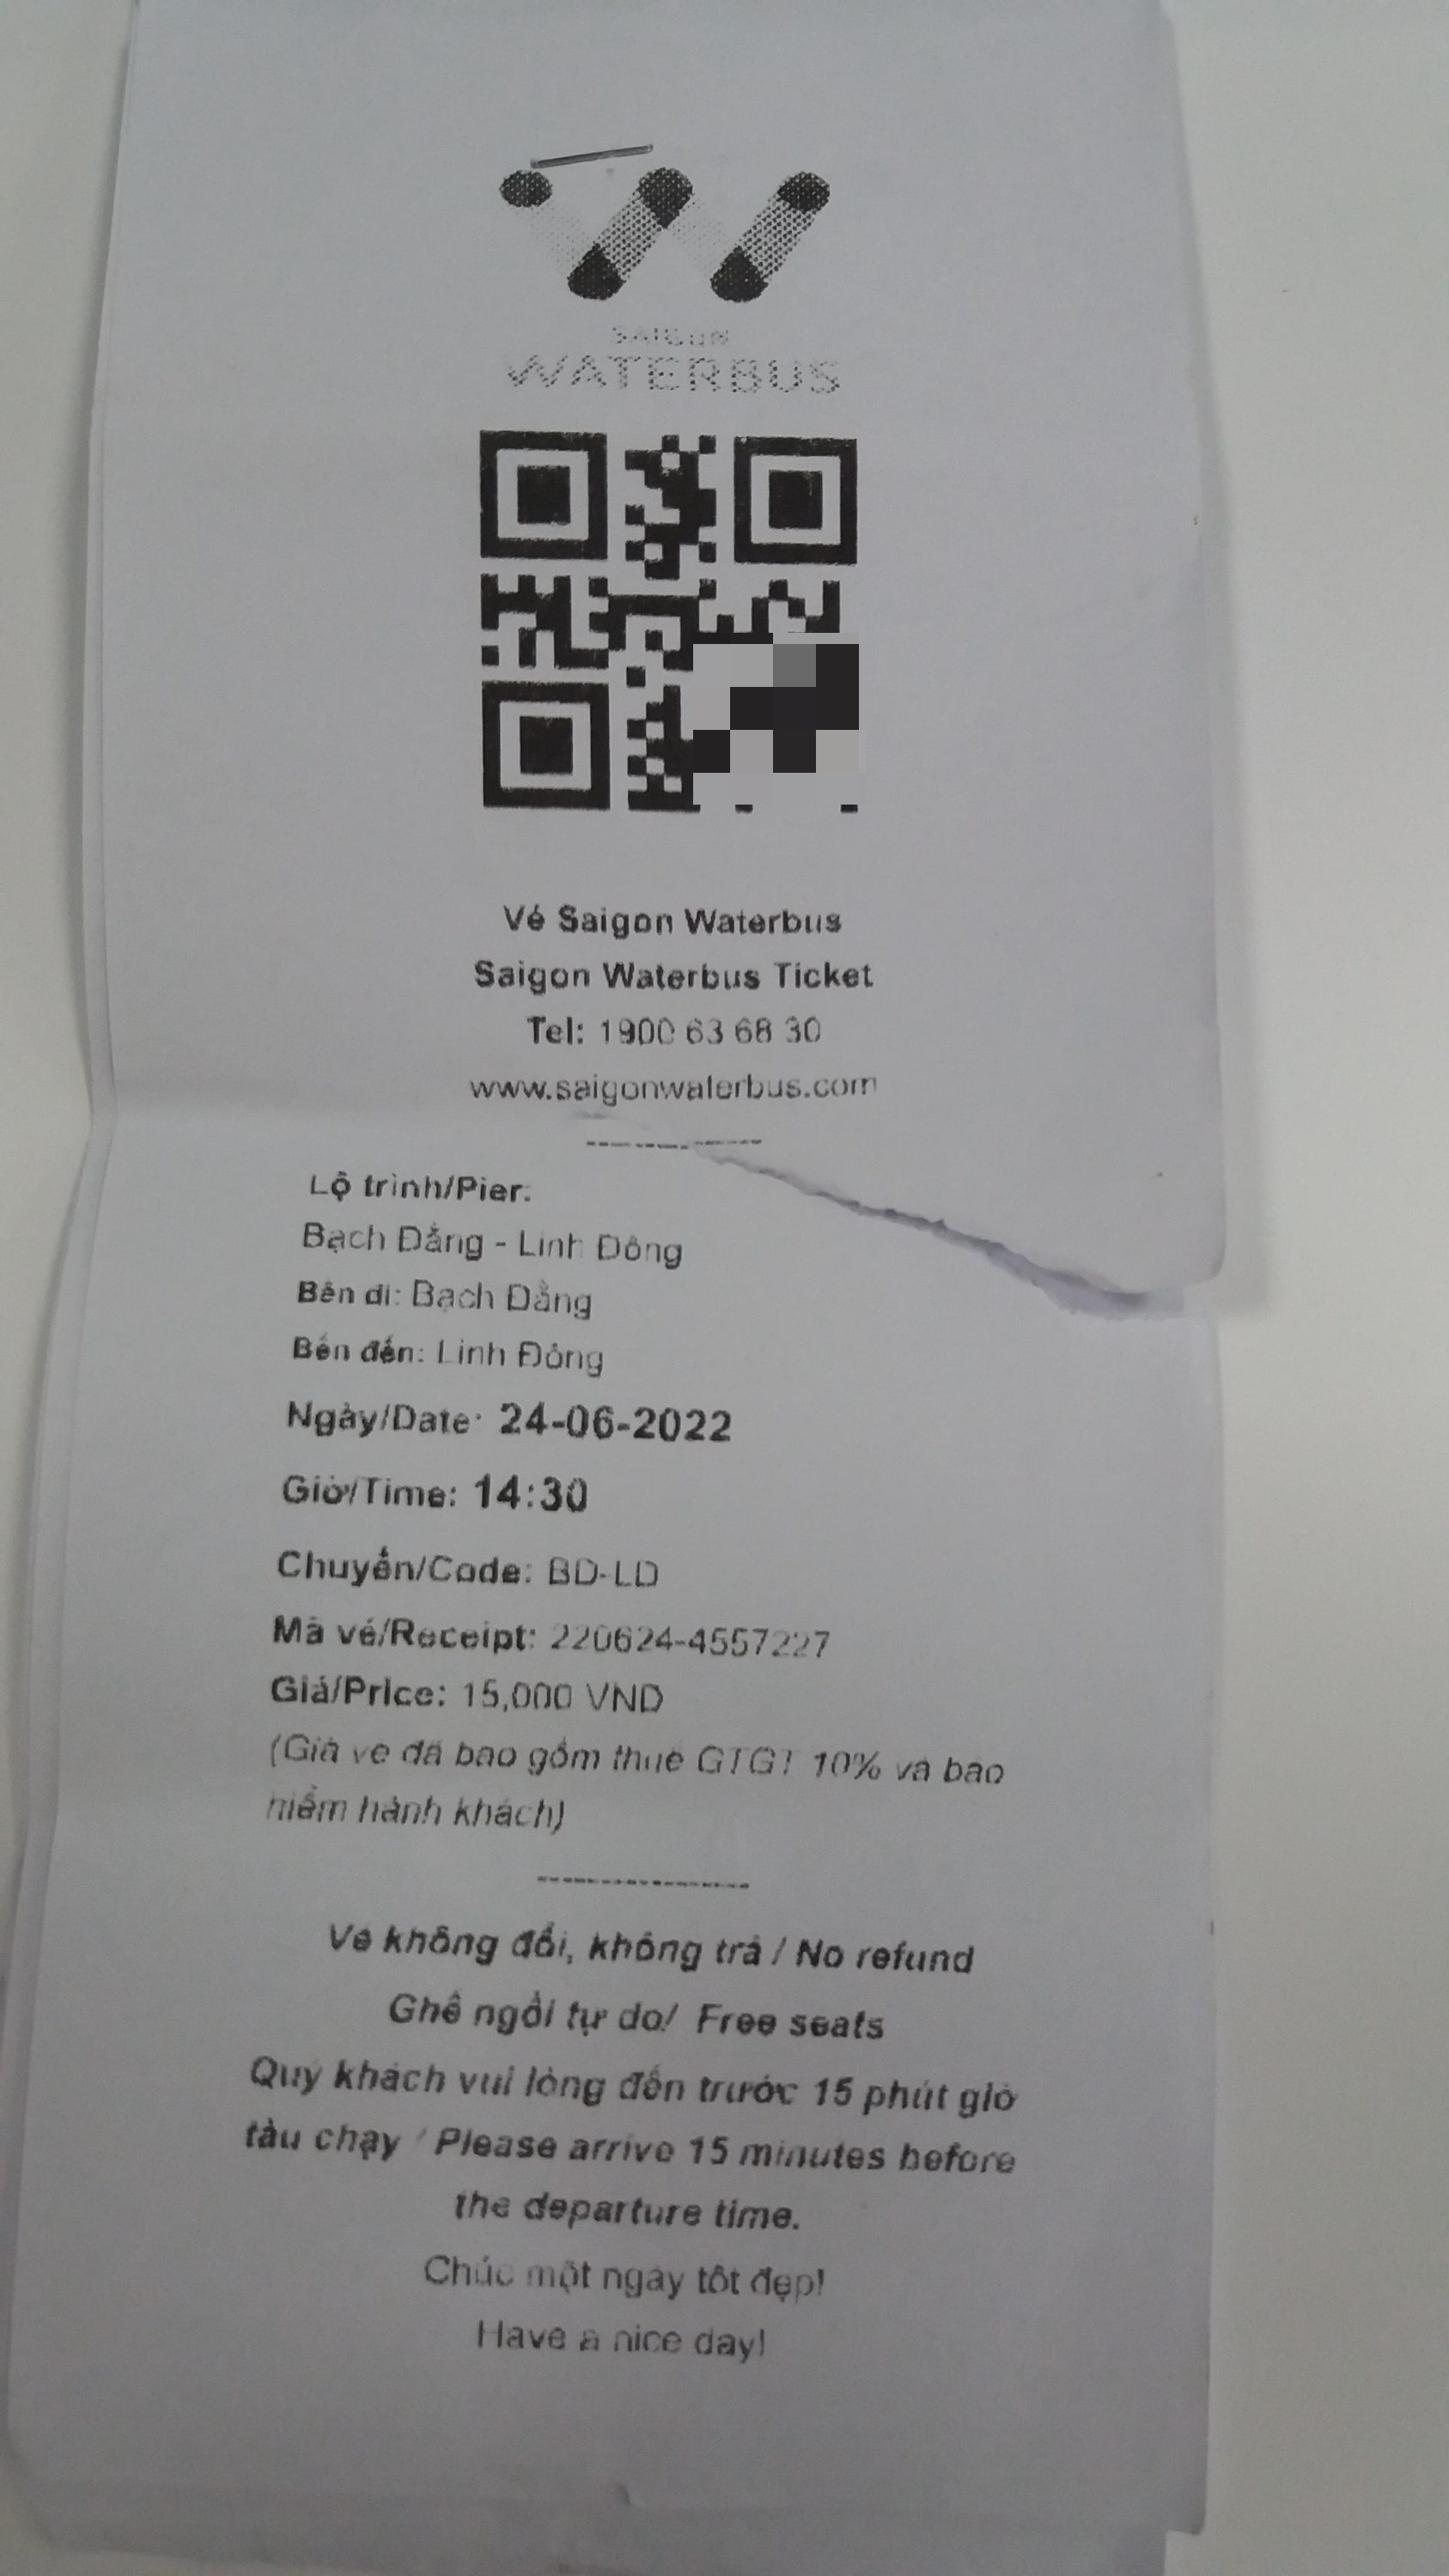 SAIGON
WATERBUS
Vé Saigon Waterbus
Saigon Waterbus Ticket
Tel: 1900 63 68 30
www.saigonwaterbus.com
Lộ trình/Pier:
Bạch Đằng - Linh Đông
Bến đi: Bạch Đằng
Bến đến: Linh Đông
Ngày/Date: 24-06-2022
Giờ/Time: 14:30
Chuyến/Code: BD-LD
Mã vé/Receipt: 220624-4557227
Giá/Price: 15,000 VND
(Giá vé đã bao gồm thuế GTGT 10% và bảo
hiểm hành khách)
Vé không đổi, không trả / No refund
Ghế ngồi tự do/ Free seats
Quý khách vui lòng đến trước 15 phút giờ
tàu chạy / Please arrive 15 minutes before
the departure time.
Chúc một ngày tốt đẹp!
Have a nice day!